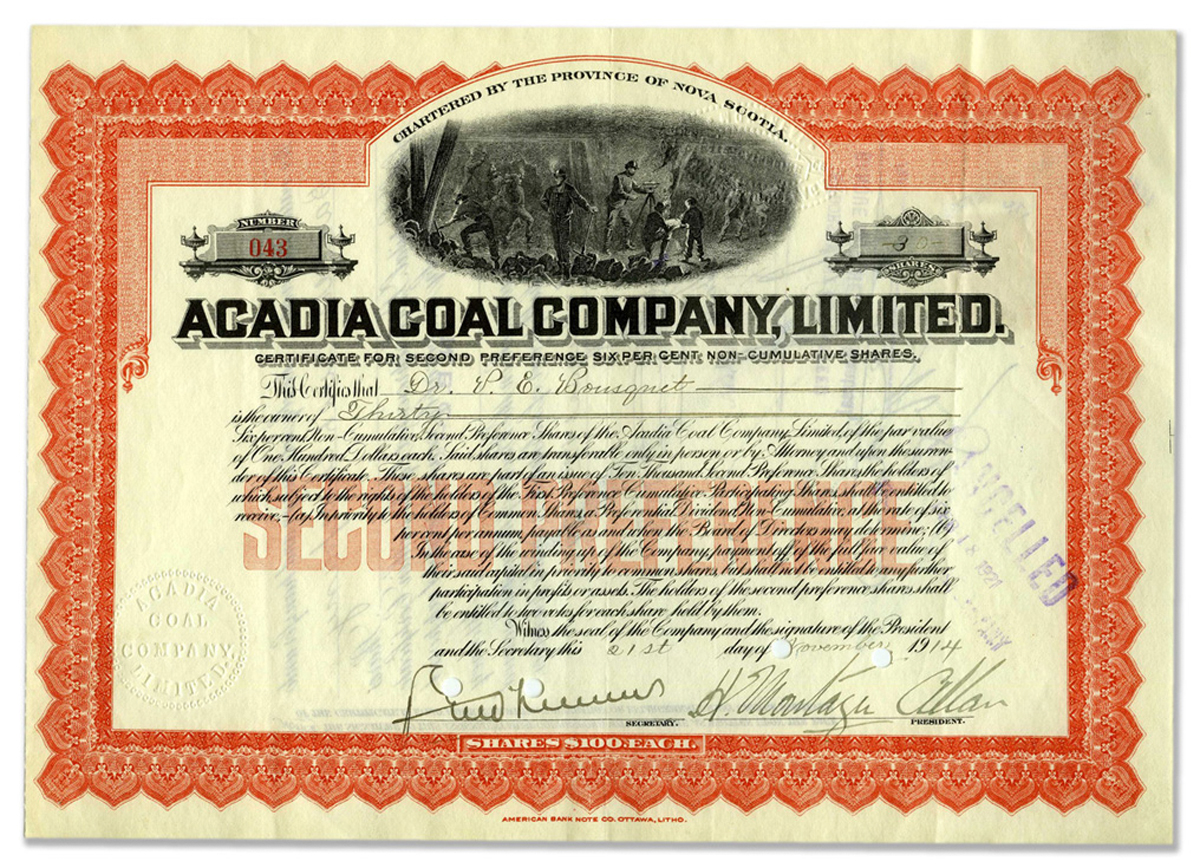 CHARTERED BY THE PROVINCE OF NOVA SCOTIA.
NUMBER
043
30
SHARES
ACADIA COAL COMPANY, LIMITED.
CERTIFICATE FOR SECOND PREFERENCE SIX PER CENT NON-CUMULATIVE SHARES.
This Certifies that Dr. P. E. Bousquet
is the owner of Thirty
Six per cent, Non-Cumulative, Second Preference Shares of the Acadia Coal Company, Limited, of the par value
of One Hundred Dollars each. Said shares are transferable only in person or by Attorney and upon the surren-
der of this Certificate. These shares are part of an issue of Ten Thousand Second Preference Shares, the holders of
which, subject to the rights of the holders of the First Preference Cumulative Participating Shares, shall be entitled to
receive,—(a) In priority to the holders of Common Shares, a Preferential Dividend, Non-Cumulative, at the rate of six
per cent per annum, payable as and when the Board of Directors may determine; (b)
In the case of the winding up of the Company, payment off of the full face value of
their said capital in priority to common shares, but shall not be entitled to any further
participation in profits or assets. The holders of the second preference shares shall
be entitled to two votes for each share held by them.
SECOND PREFERENCE
Witness the seal of the Company and the signature of the President
and the Secretary this 21st day of November 1914
SECRETARY.
H. Montagu Allan
PRESIDENT.
ACADIA
COAL
COMPANY,
LIMITED.
CANCELLED
18 1921
SHARES $100 EACH.
AMERICAN BANK NOTE CO. OTTAWA, LITHO.